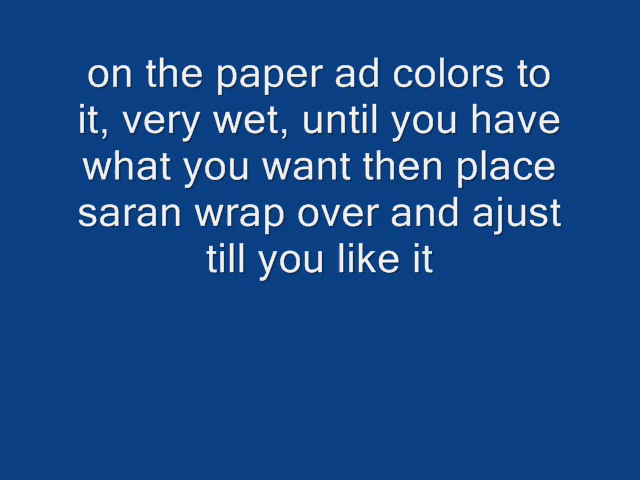 on the paper ad colors to
it, very wet, until you have
what you want then place
saran wrap over and ajust
till you like it